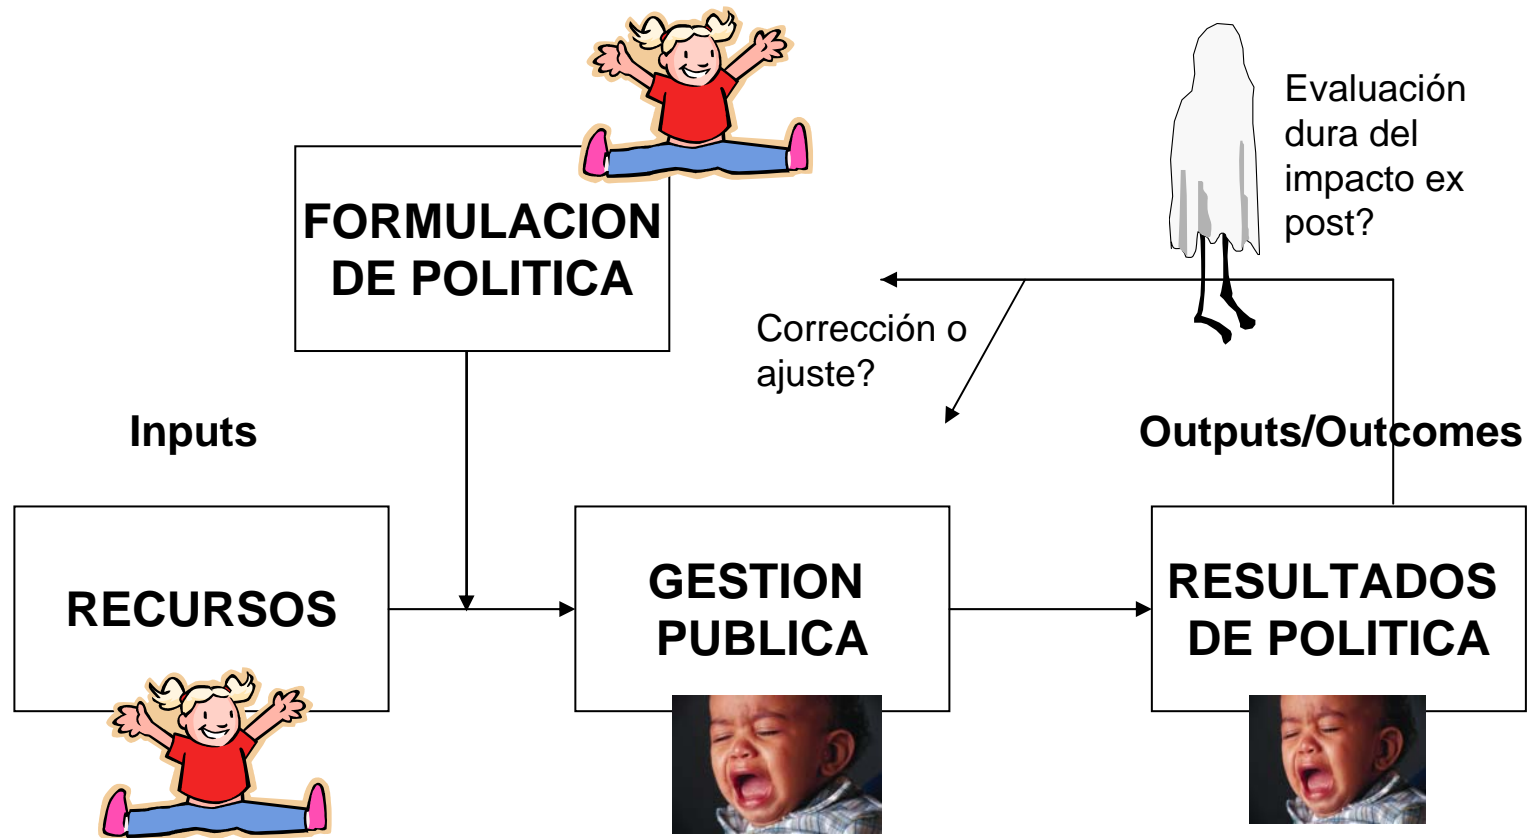 Evaluación
dura del
impacto ex
post?
FORMULACION
DE POLITICA
Corrección o
ajuste?
Inputs
Outputs/Outcomes
RECURSOS
GESTION
PUBLICA
RESULTADOS
DE POLITICA